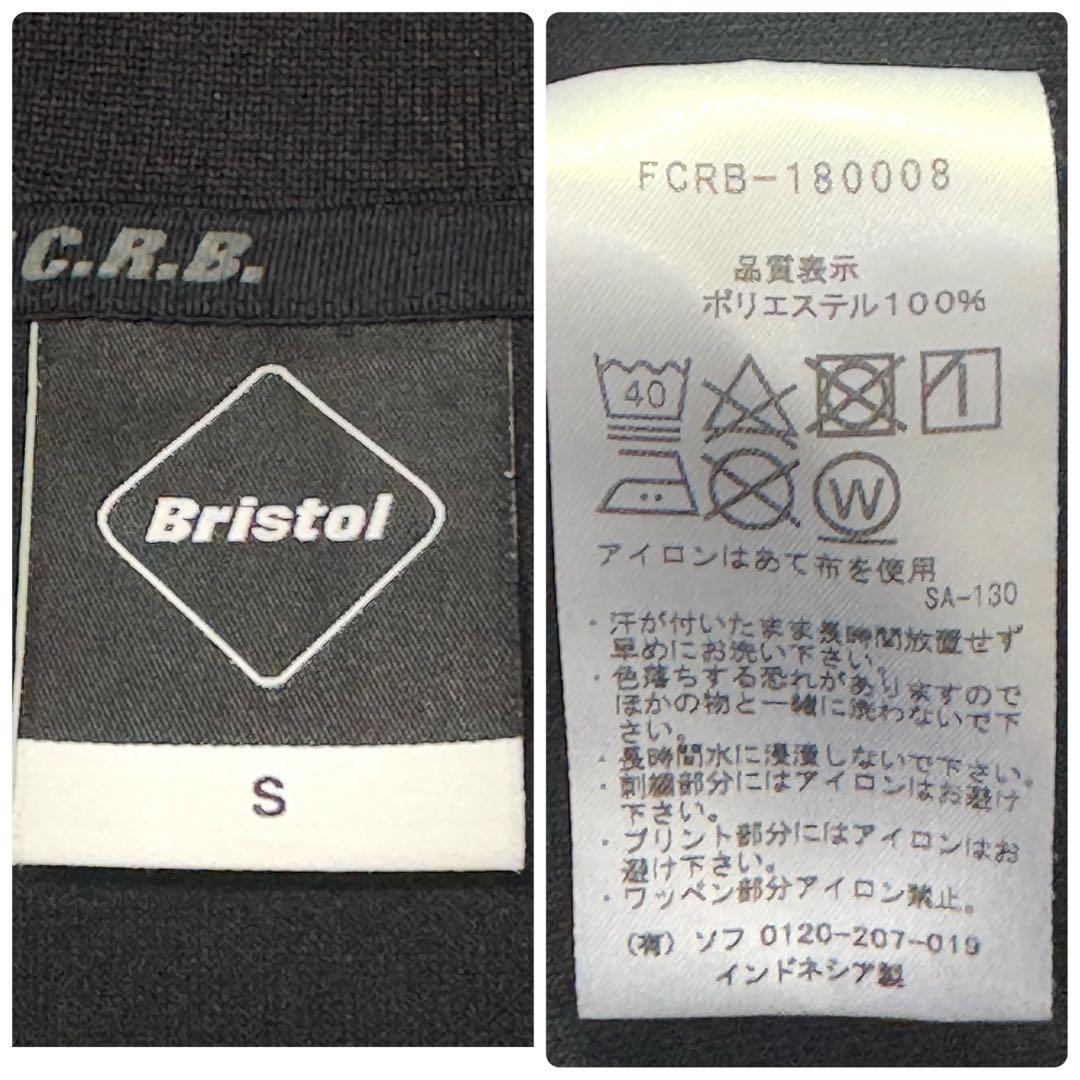 C.R.B.
Bristol
S
FCRB-180008
品質表示
ポリエステル100%
40
W
アイロンはあて布を使用
SA-130
・汗が付いたまま長時間放置せず
早めにお洗い下さい。
・色落ちする恐れがありますので
ほかの物と一緒に洗わないで下
さい。
・長時間水に浸漬しないで下さい。
・刺繍部分にはアイロンはお避け
下さい。
・プリント部分にはアイロンはお
避け下さい。
・ワッペン部分アイロン禁止。
(有) ソフ 0120-207-019
インドネシア製